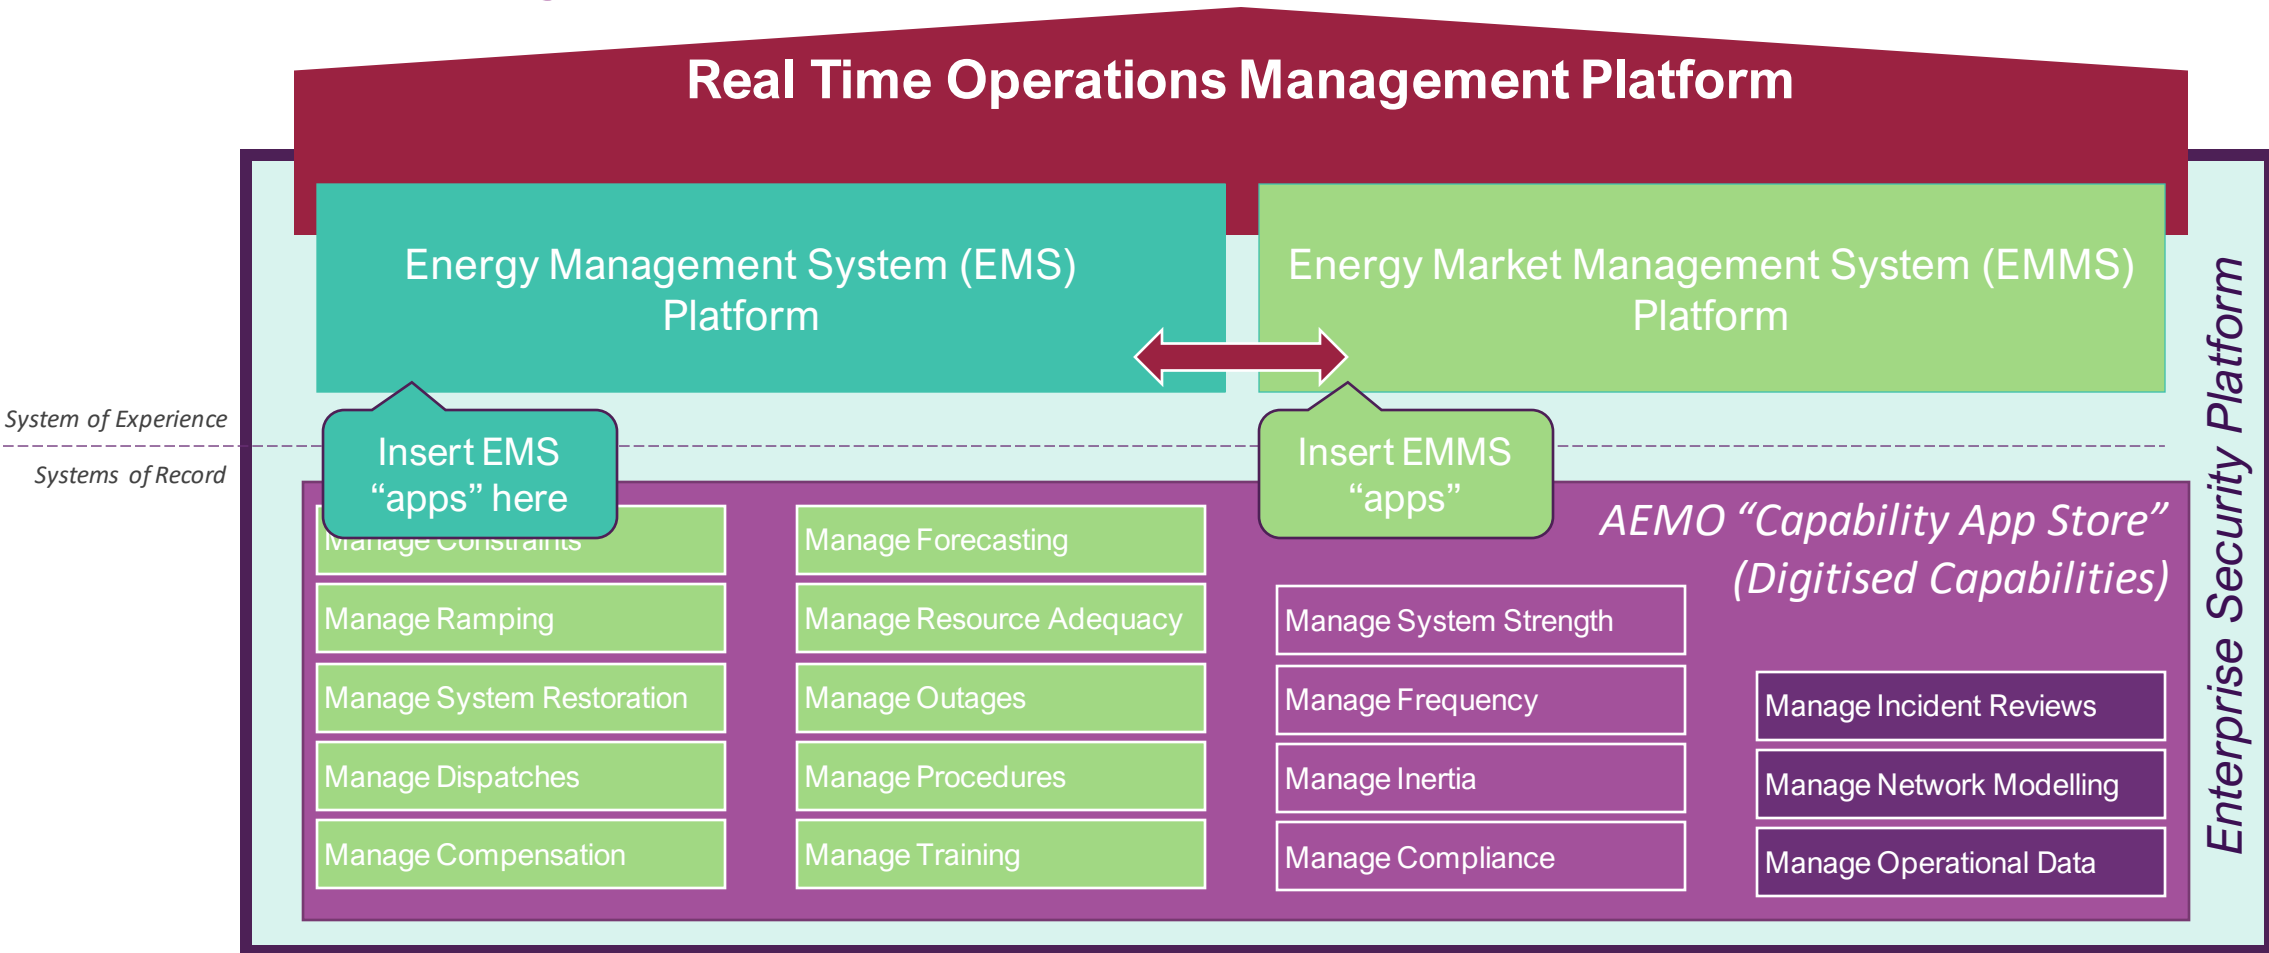 Real Time Operations Management Platform
Energy Management System (EMS)
Platform
Energy Market Management System (EMMS)
Platform
System of Experience
Systems of Record
Insert EMS
“apps” here
Insert EMMS
“apps”
AEMO “Capability App Store”
(Digitised Capabilities)
Manage Constraints
Manage Ramping
Manage System Restoration
Manage Dispatches
Manage Compensation
Manage Forecasting
Manage Resource Adequacy
Manage Outages
Manage Procedures
Manage Training
Manage System Strength
Manage Frequency
Manage Inertia
Manage Compliance
Manage Incident Reviews
Manage Network Modelling
Manage Operational Data
Enterprise Security Platform